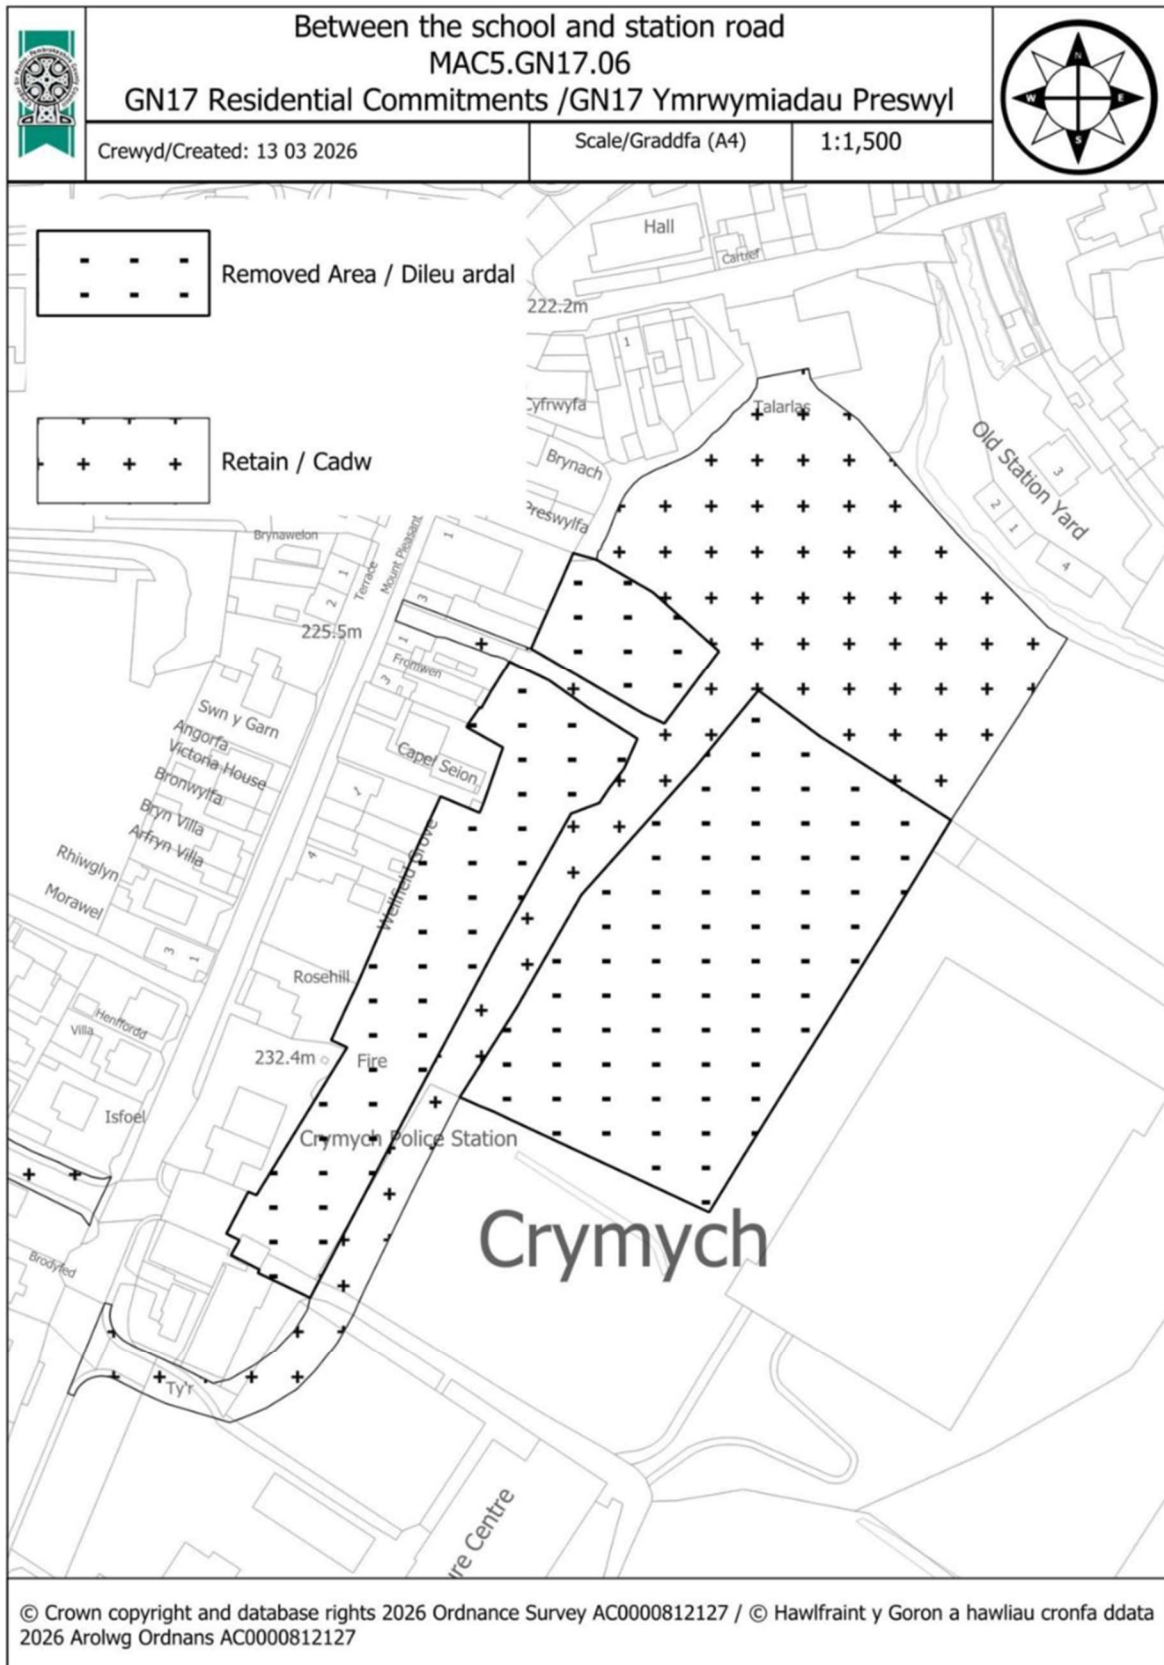 Between the school and station road
MAC5.GN17.06
GN17 Residential Commitments /GN17 Ymrwymiadau Preswyl
Crewyd/Created: 13 03 2026
Scale/Graddfa (A4)
1:1,500
N
W
E
S
Removed Area / Dileu ardal
Retain / Cadw
Hall
Cartref
222.2m
1
Cyfrwyfa
Talarlas
Brynach
Preswylfa
Old Station Yard
3
2
1
4
Brynawelon
1
2
Terrace
Mount Pleasant
1
3
225.5m
1
Fronwen
3
Swn y Garn
Angorfa
Victoria House
Bronwylfa
Bryn Villa
Arfryn Villa
Capel Seion
1
4
Wellfield Grove
Rhiwglyn
Morawel
3
1
Rosehill
Henffordd
Villa
232.4m
Fire
Isfoel
Crymych Police Station
Crymych
Brodyfed
Ty'r
ure Centre
© Crown copyright and database rights 2026 Ordnance Survey AC0000812127 / © Hawlfraint y Goron a hawliau cronfa ddata
2026 Arolwg Ordnans AC0000812127